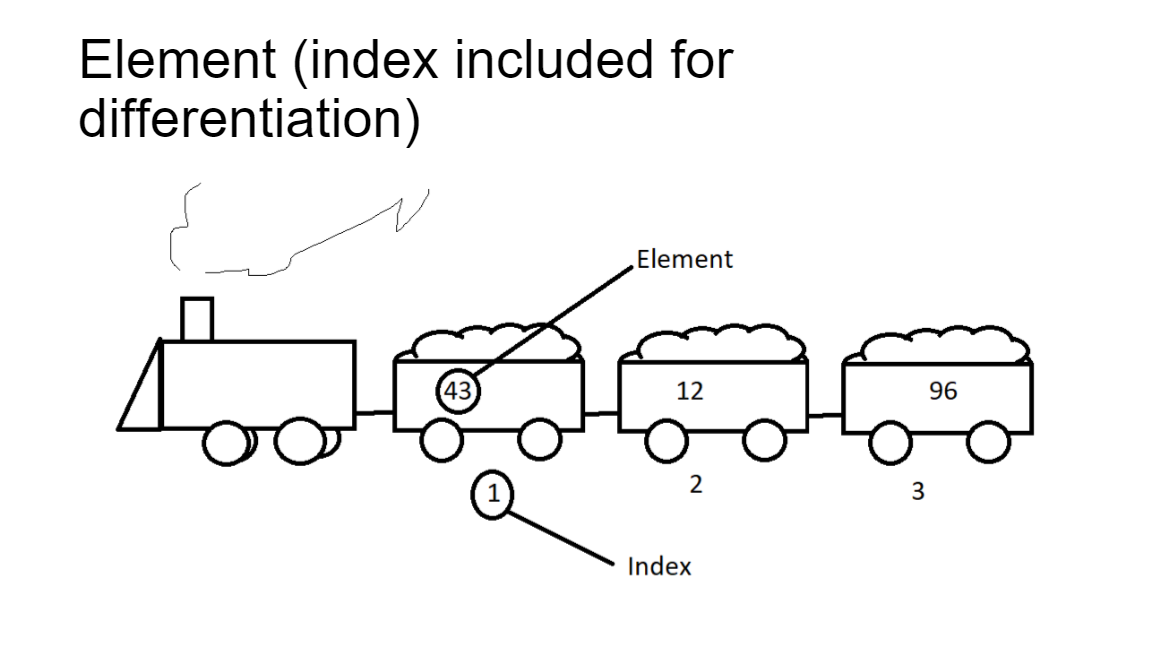 Element (index included for
differentiation)
Element
43
12
96
1
2
3
Index